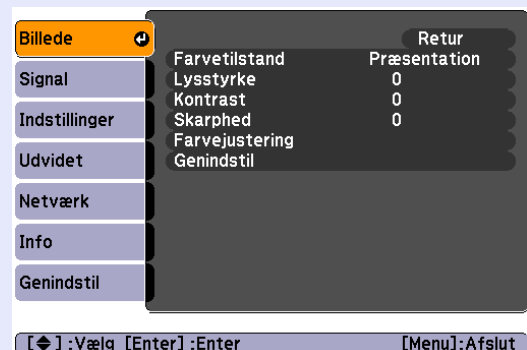 Billede
Signal
Indstillinger
Udvidet
Netværk
Info
Genindstil
Retur
Farvetilstand Præsentation
Lysstyrke 0
Kontrast 0
Skarphed 0
Farvejustering
Genindstil
[ ] :Vælg [Enter] :Enter [Menu]:Afslut